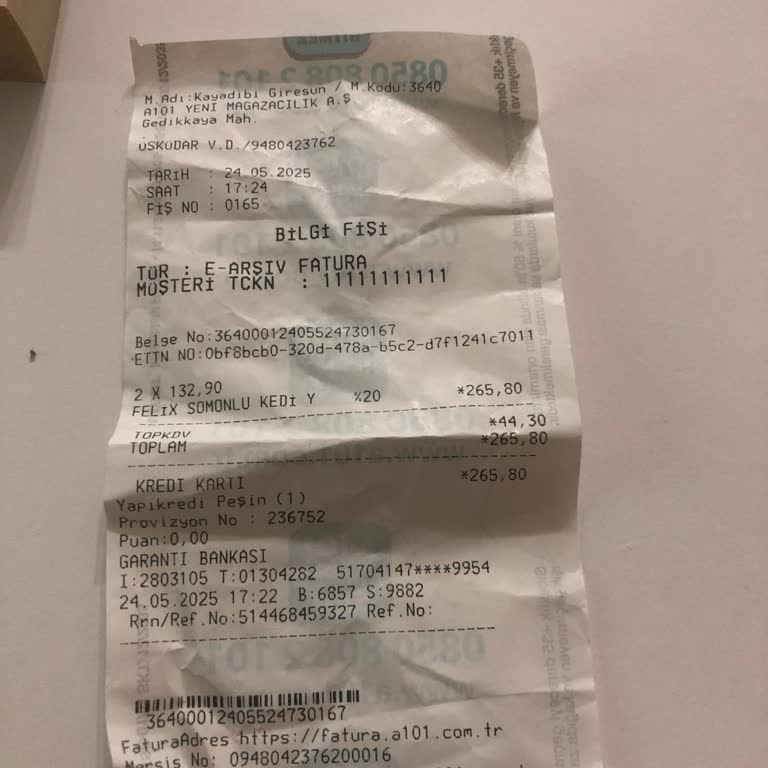 M.Adı:Kayadibi Giresun / M.Kodu:3640
A101 YENİ MAGAZACILIK A.Ş.
Gedikkaya Mah.
ÜSKÜDAR V.D./9480423762
TARİH : 24.05.2025
SAAT : 17:24
FİŞ NO : 0165
BİLGİ FİŞİ
TÜR : E-ARŞİV FATURA
MÜŞTERİ TCKN : 11111111111
Belge No:36400012405524730167
ETTN NO:0bf8bcb0-320d-478a-b5c2-d7f1241c7011
2 X 132,90
FELİX SOMONLU KEDİ Y %20 *265,80
TOPKDV *44,30
TOPLAM *265,80
KREDİ KARTI *265,80
Yapıkredi Peşin (1)
Provizyon No : 236752
Puan:0,00
GARANTİ BANKASI
I:2803105 T:01304282 51704147****9954
24.05.2025 17:22 B:6857 S:9882
Rrn/Ref.No:514468459327 Ref.No:
36400012405524730167
FaturaAdres https://fatura.a101.com.tr
Mersis No: 0948042376200016